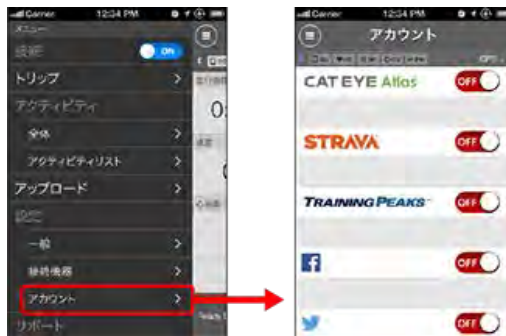 Carrier 12:34 PM
メニュー
接続 ON
トリップ
アクティビティ
全体
アクティビティリスト
アップロード
設定
一般
接続機器
アカウント
サポート
Carrier 12:34 PM
アカウント
CATEYE Atlas OFF
STRAVA OFF
TRAININGPEAKS OFF
f OFF
OFF